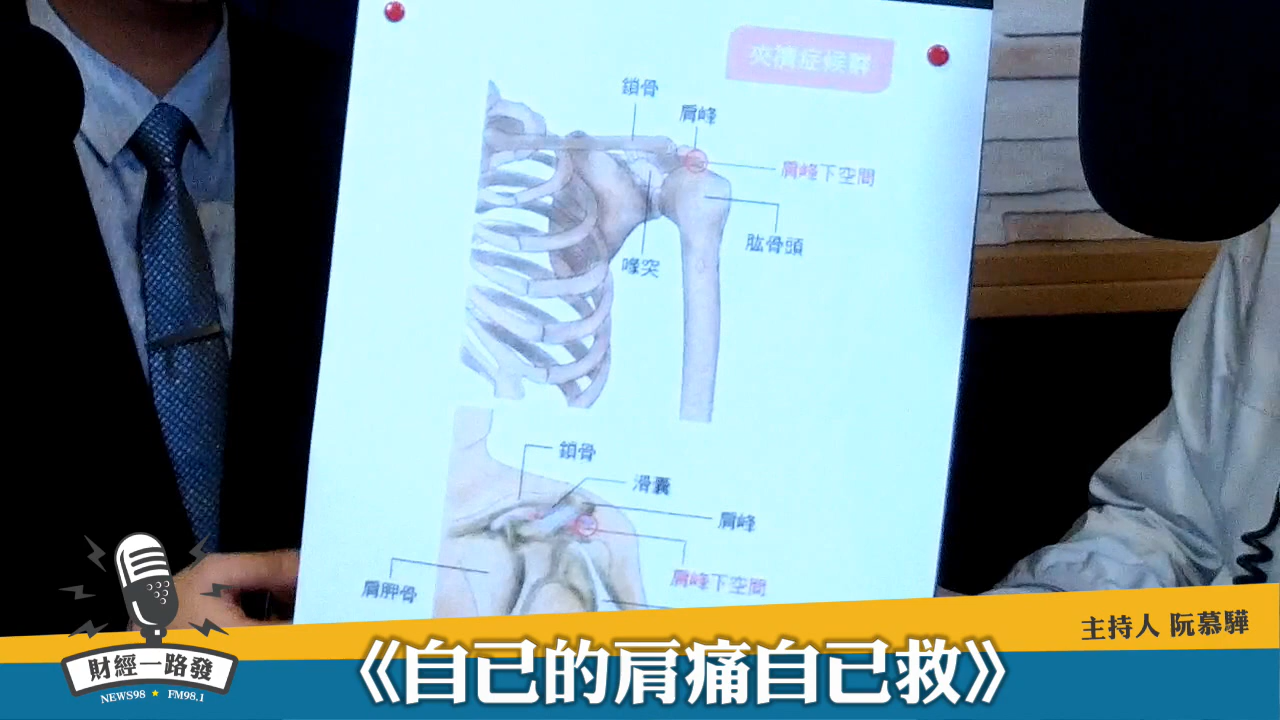 夾擠症候群
鎖骨
肩峰
肩峰下空間
肱骨頭
喙突
鎖骨
滑囊
肩峰
肩峰下空間
肩胛骨
主持人 阮慕驊
財經一路發
NEWS98 ★ FM98.1
《自己的肩痛自己救》